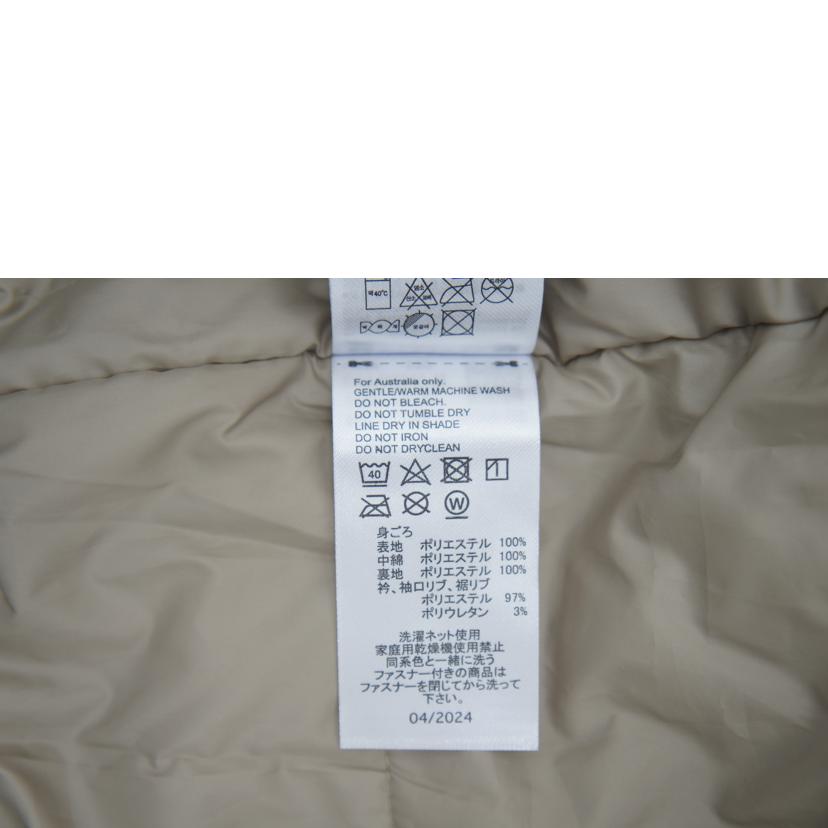 약 40℃
For Australia only.
GENTLE/WARM MACHINE WASH
DO NOT BLEACH.
DO NOT TUMBLE DRY
LINE DRY IN SHADE
DO NOT IRON
DO NOT DRYCLEAN
40
W
身ごろ
表地 ポリエステル 100%
中綿 ポリエステル 100%
裏地 ポリエステル 100%
衿、袖口リブ、裾リブ
ポリエステル 97%
ポリウレタン 3%
洗濯ネット使用
家庭用乾燥機使用禁止
同系色と一緒に洗う
ファスナー付きの商品は
ファスナーを閉じてから洗って
下さい。
04/2024